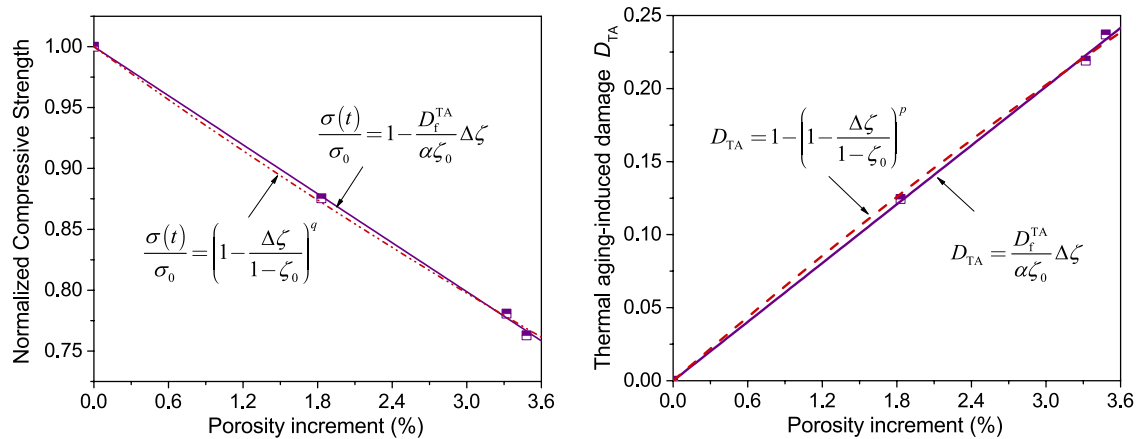 Normalized Compressive Strength
1.00
0.95
0.90
0.85
0.80
0.75
σ(t)/σ₀ = 1 − (D_f^TA/(αζ₀)) Δζ
σ(t)/σ₀ = (1 − Δζ/(1 − ζ₀))^q
0.0 0.6 1.2 1.8 2.4 3.0 3.6
Porosity increment (%)
Thermal aging-induced damage D_TA
0.25
0.20
0.15
0.10
0.05
0.00
D_TA = 1 − (1 − Δζ/(1 − ζ₀))^p
D_TA = (D_f^TA/(αζ₀)) Δζ
0.0 0.6 1.2 1.8 2.4 3.0 3.6
Porosity increment (%)